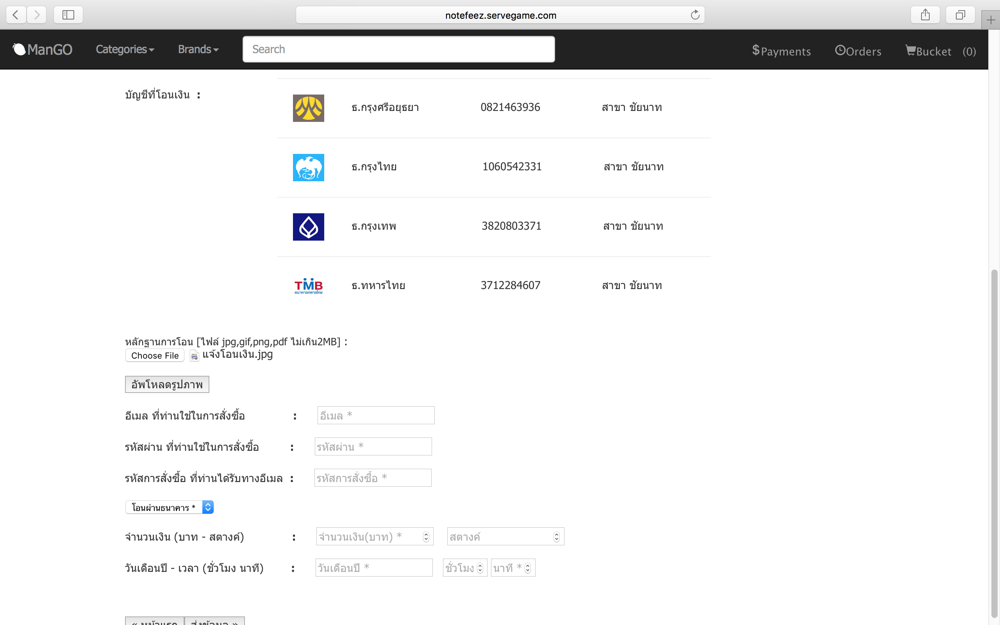 notefeez.servegame.com
ManGO Categories Brands Search $Payments Orders Bucket (0)
บัญชีที่โอนเงิน :
ธ.กรุงศรีอยุธยา 0821463936 สาขา ชัยนาท
ธ.กรุงไทย 1060542331 สาขา ชัยนาท
ธ.กรุงเทพ 3820803371 สาขา ชัยนาท
TMB ธนาคารทหารไทย ธ.ทหารไทย 3712284607 สาขา ชัยนาท
หลักฐานการโอน [ไฟล์ jpg,gif,png,pdf ไม่เกิน2MB] :
Choose File แจ้งโอนเงิน.jpg
อัพโหลดรูปภาพ
อีเมล ที่ท่านใช้ในการสั่งซื้อ : อีเมล *
รหัสผ่าน ที่ท่านใช้ในการสั่งซื้อ : รหัสผ่าน *
รหัสการสั่งซื้อ ที่ท่านได้รับทางอีเมล : รหัสการสั่งซื้อ *
โอนผ่านธนาคาร *
จำนวนเงิน (บาท - สตางค์) : จำนวนเงิน(บาท) * สตางค์
วันเดือนปี - เวลา (ชั่วโมง นาที) : วันเดือนปี * ชั่วโมง นาที *
« หน้าแรก ส่งข้อมูล »